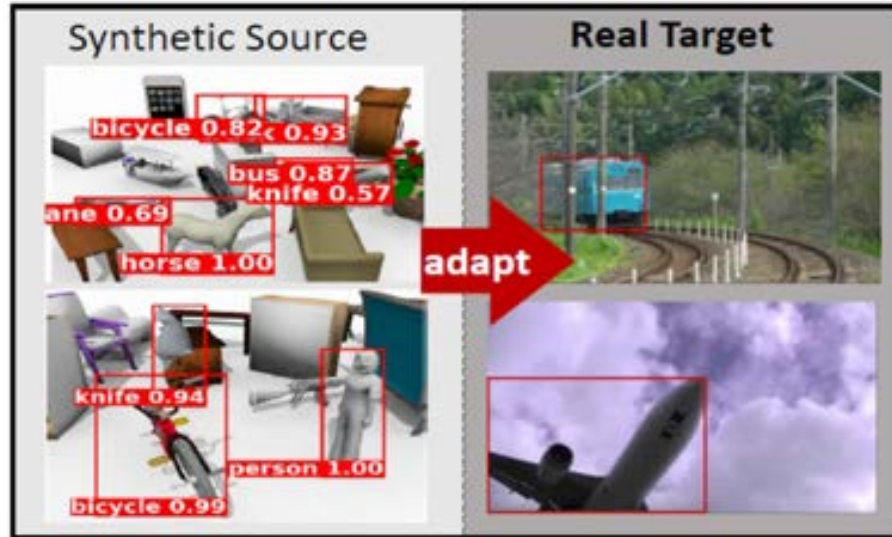 Synthetic Source
Real Target
bicycle 0.82
k 0.93
bus 0.87
knife 0.57
ane 0.69
horse 1.00
adapt
knife 0.94
person 1.00
bicycle 0.99